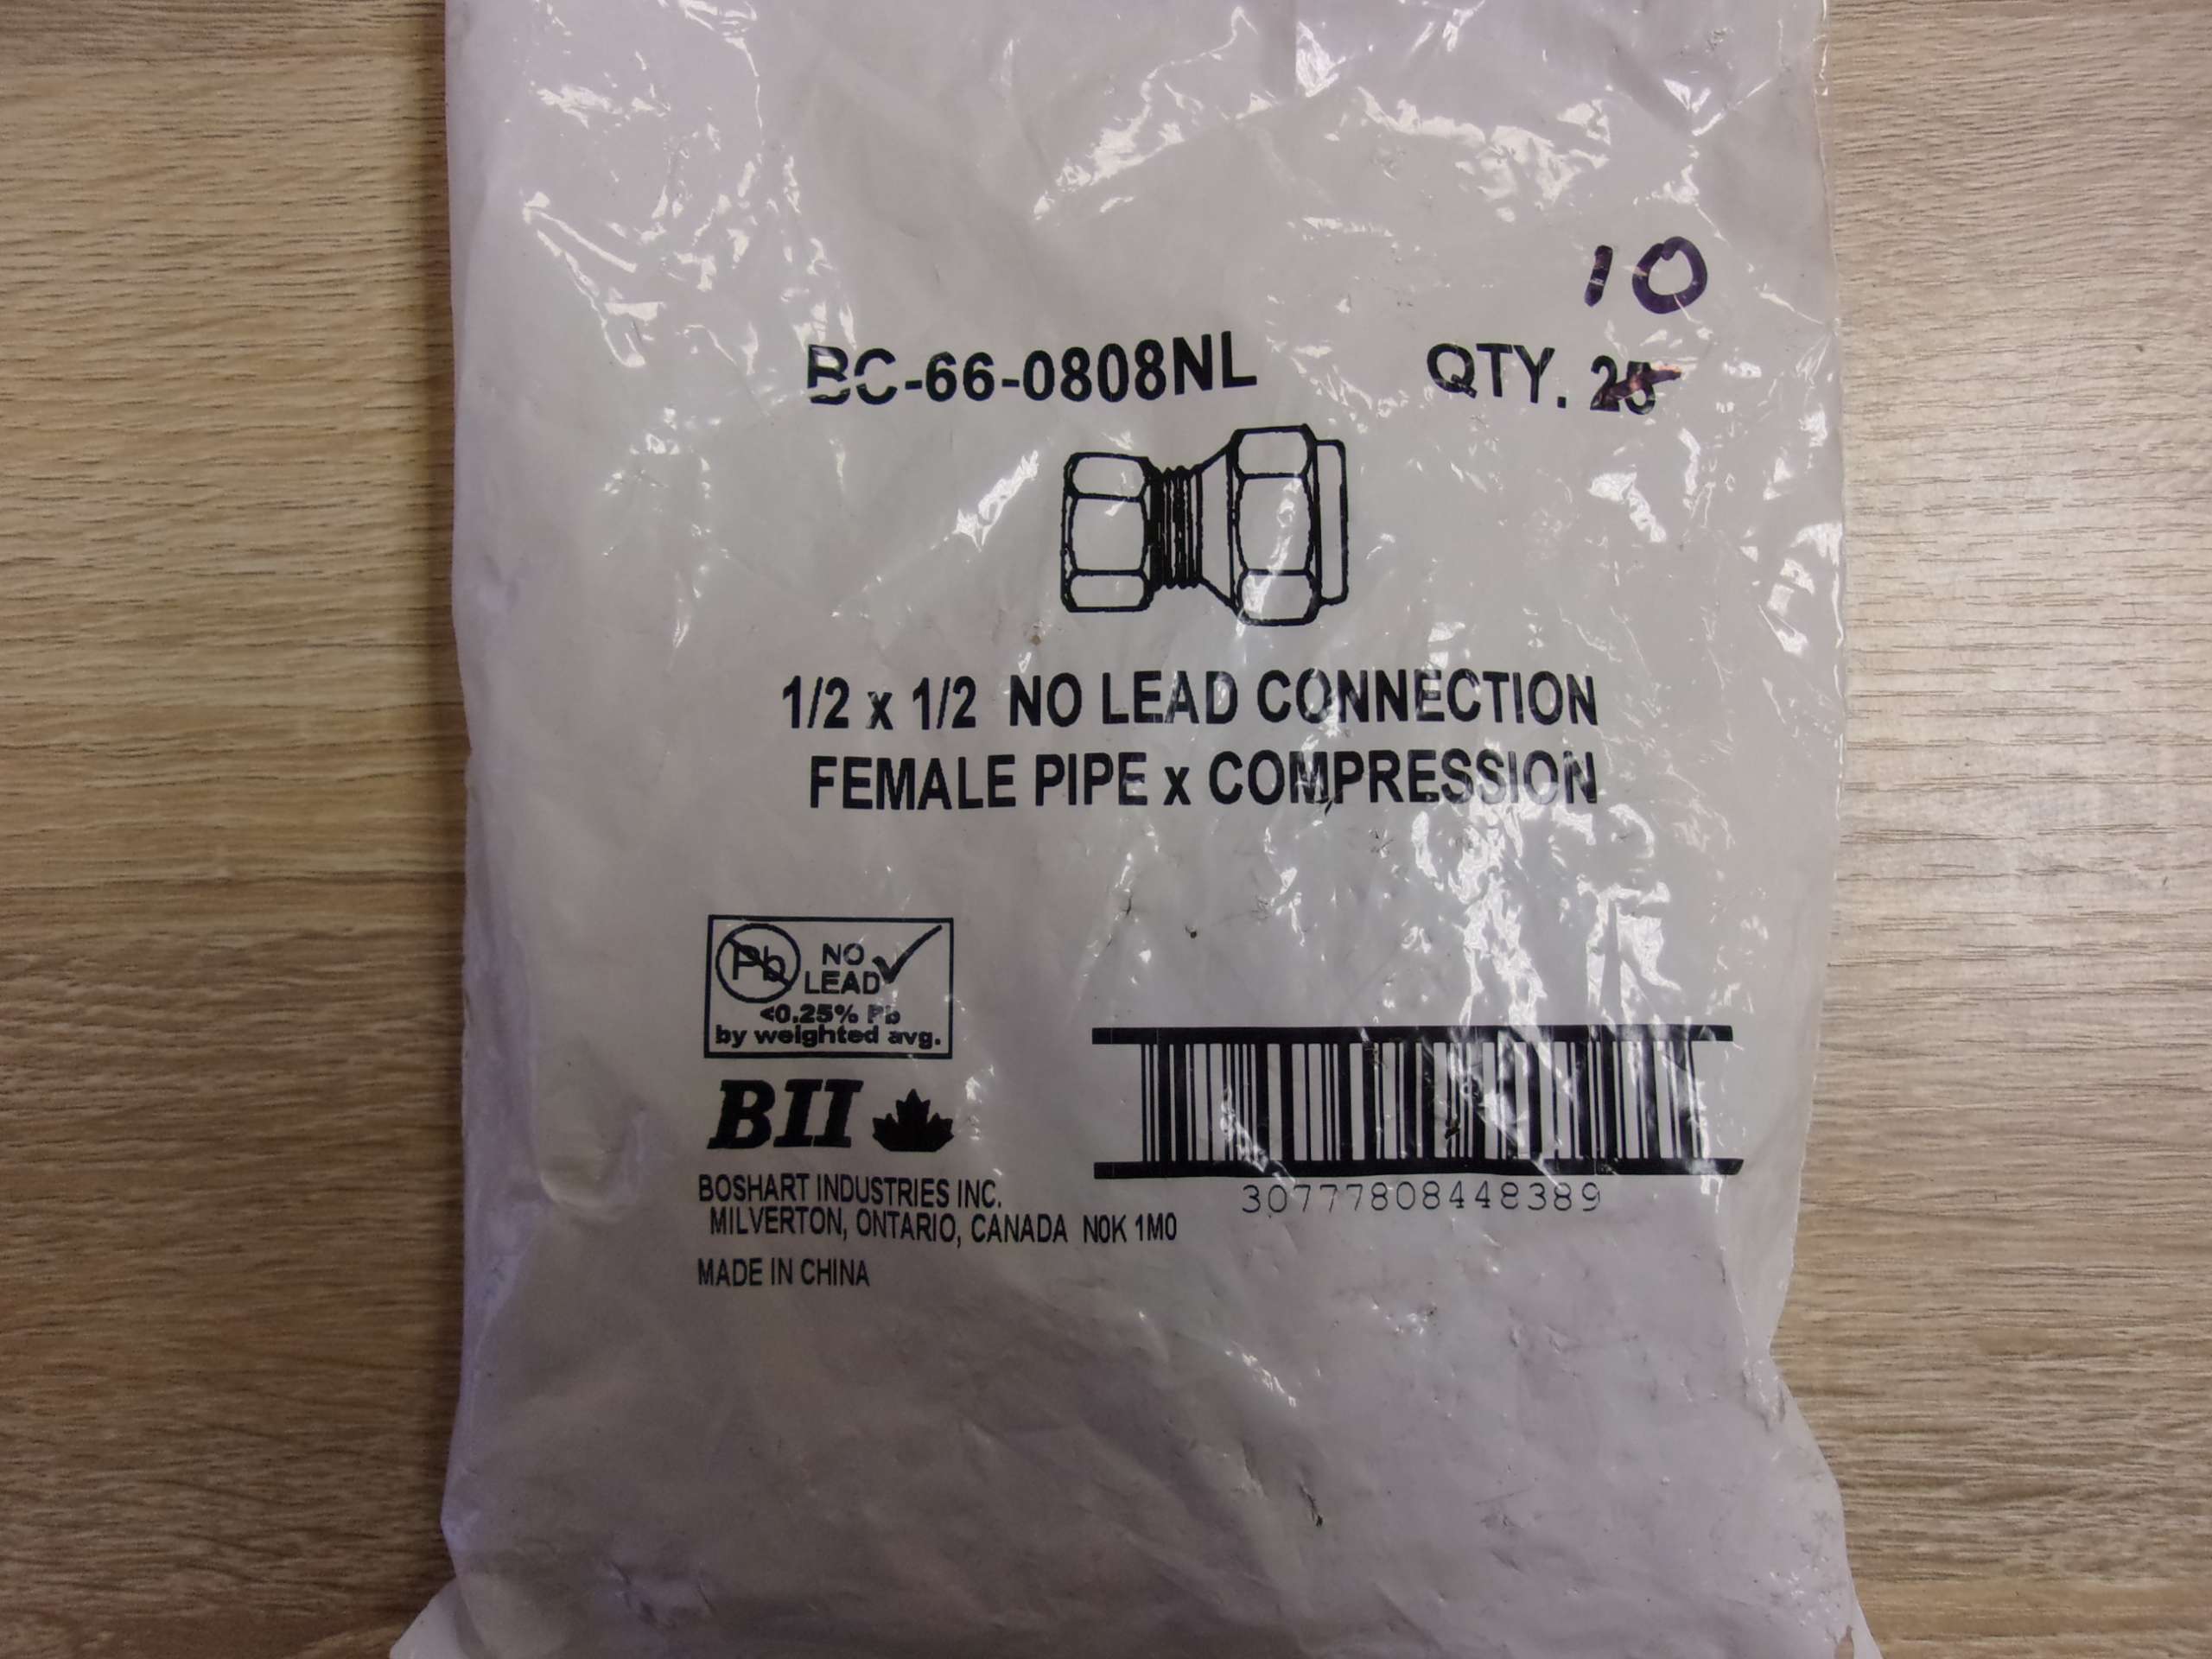 10
BC-66-0808NL QTY. 25
1/2 x 1/2 NO LEAD CONNECTION
FEMALE PIPE x COMPRESSION
Pb NO
LEAD
<0.25% Pb
by weighted avg.
BII
BOSHART INDUSTRIES INC.
MILVERTON, ONTARIO, CANADA N0K 1M0
MADE IN CHINA
30777808448389